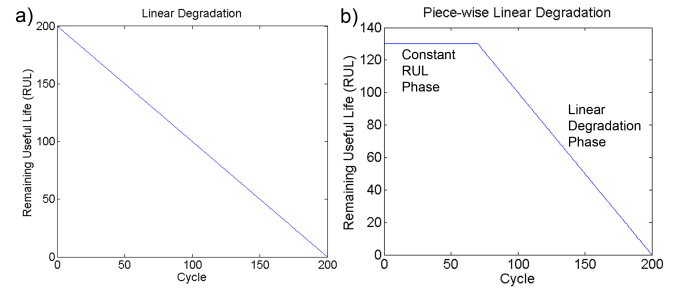 a)
Linear Degradation
Remaining Useful Life (RUL)
200
150
100
50
0
0 50 100 150 200
Cycle
b)
Piece-wise Linear Degradation
Remaining Useful Life (RUL)
140
120
100
80
60
40
20
0
Constant
RUL
Phase
Linear
Degradation
Phase
0 50 100 150 200
Cycle